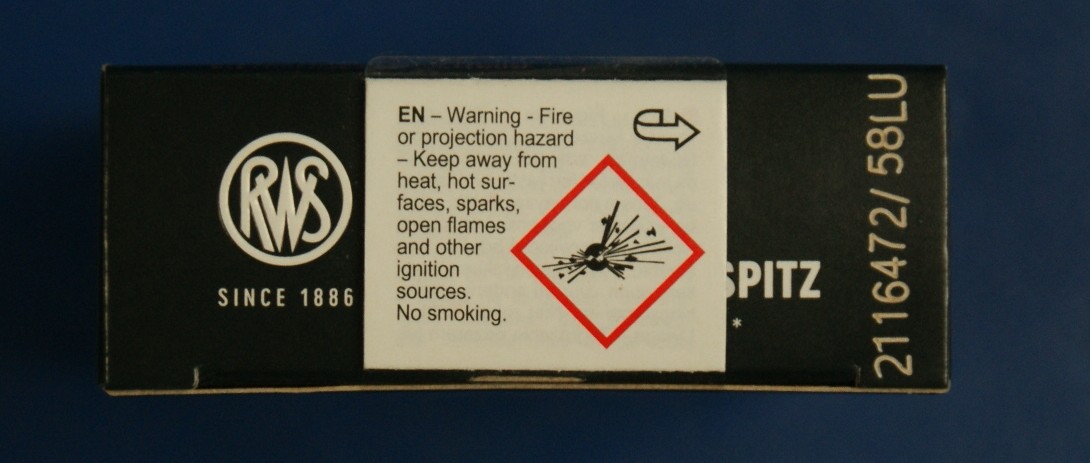 RWS
SINCE 1886
EN – Warning - Fire
or projection hazard
– Keep away from
heat, hot sur-
faces, sparks,
open flames
and other
ignition
sources.
No smoking.
SPITZ
*
2116472/58LU